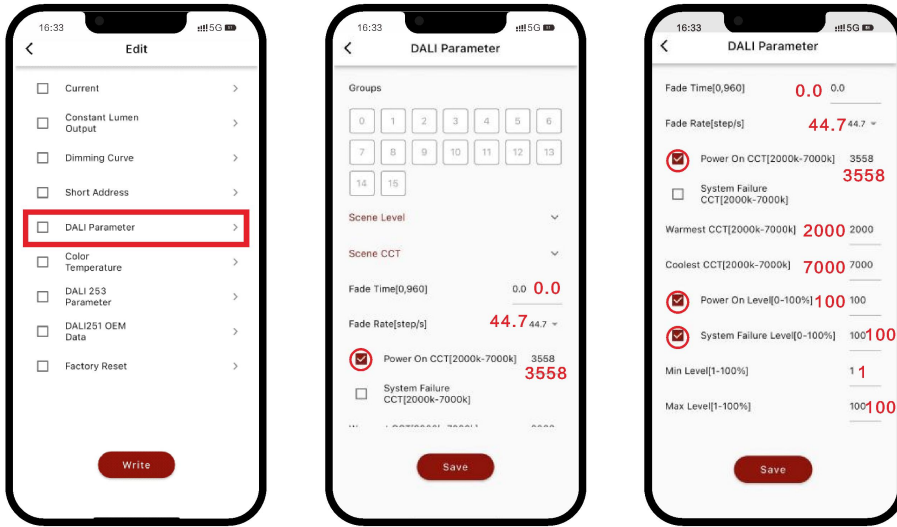 16:33
5G
Edit
Current
Constant Lumen
Output
Dimming Curve
Short Address
DALI Parameter
Color
Temperature
DALI 253
Parameter
DALI251 OEM
Data
Factory Reset
Write
16:33
5G
DALI Parameter
Groups
0 1 2 3 4 5 6
7 8 9 10 11 12 13
14 15
Scene Level
Scene CCT
Fade Time[0,960] 0.0 0.0
Fade Rate[step/s] 44.7 44.7
Power On CCT[2000k-7000k] 3558
3558
System Failure
CCT[2000k-7000k]
Save
16:33
5G
DALI Parameter
Fade Time[0,960] 0.0 0.0
Fade Rate[step/s] 44.7 44.7
Power On CCT[2000k-7000k] 3558
3558
System Failure
CCT[2000k-7000k]
Warmest CCT[2000k-7000k] 2000 2000
Coolest CCT[2000k-7000k] 7000 7000
Power On Level[0-100%] 100 100
System Failure Level[0-100%] 100 100
Min Level[1-100%] 1 1
Max Level[1-100%] 100 100
Save